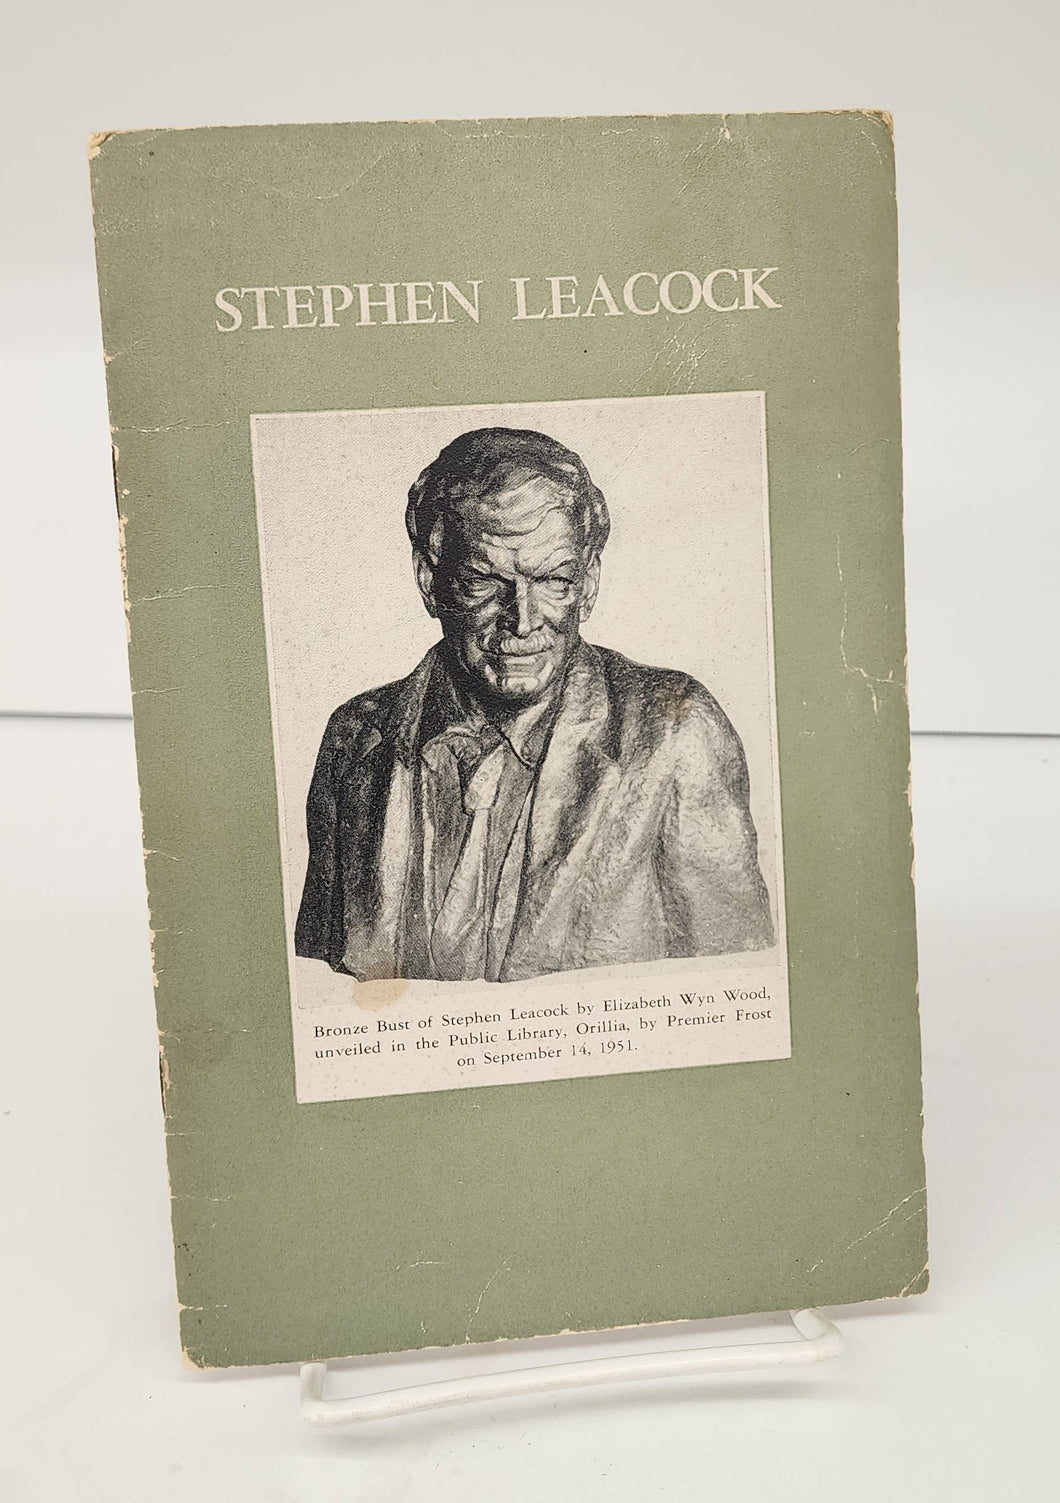 STEPHEN LEACOCK
Bronze Bust of Stephen Leacock by Elizabeth Wyn Wood,
unveiled in the Public Library, Orillia, by Premier Frost
on September 14, 1951.